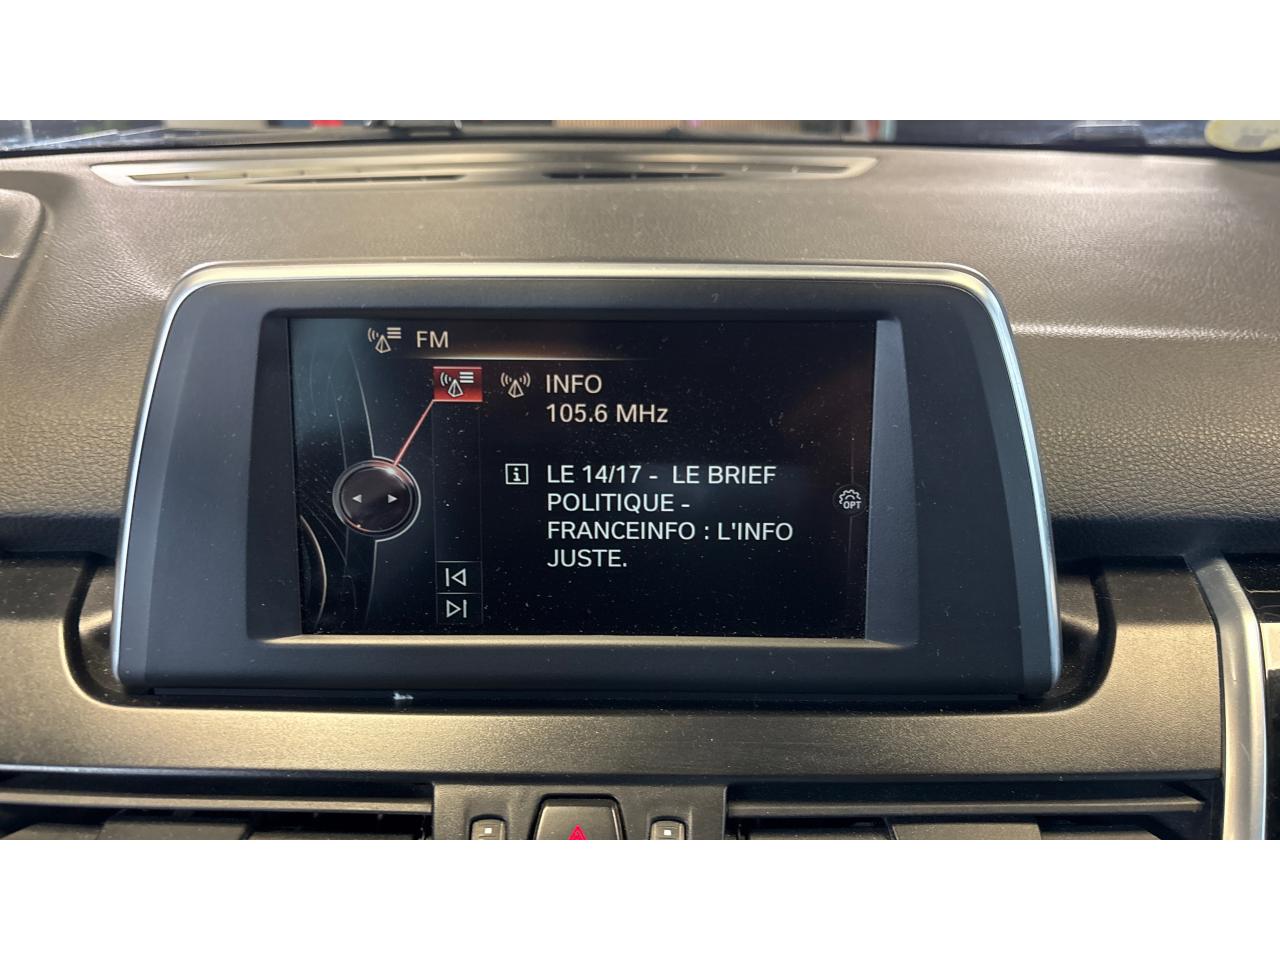 FM
INFO
105.6 MHz
LE 14/17 - LE BRIEF
POLITIQUE -
FRANCEINFO : L'INFO
JUSTE.
OPT